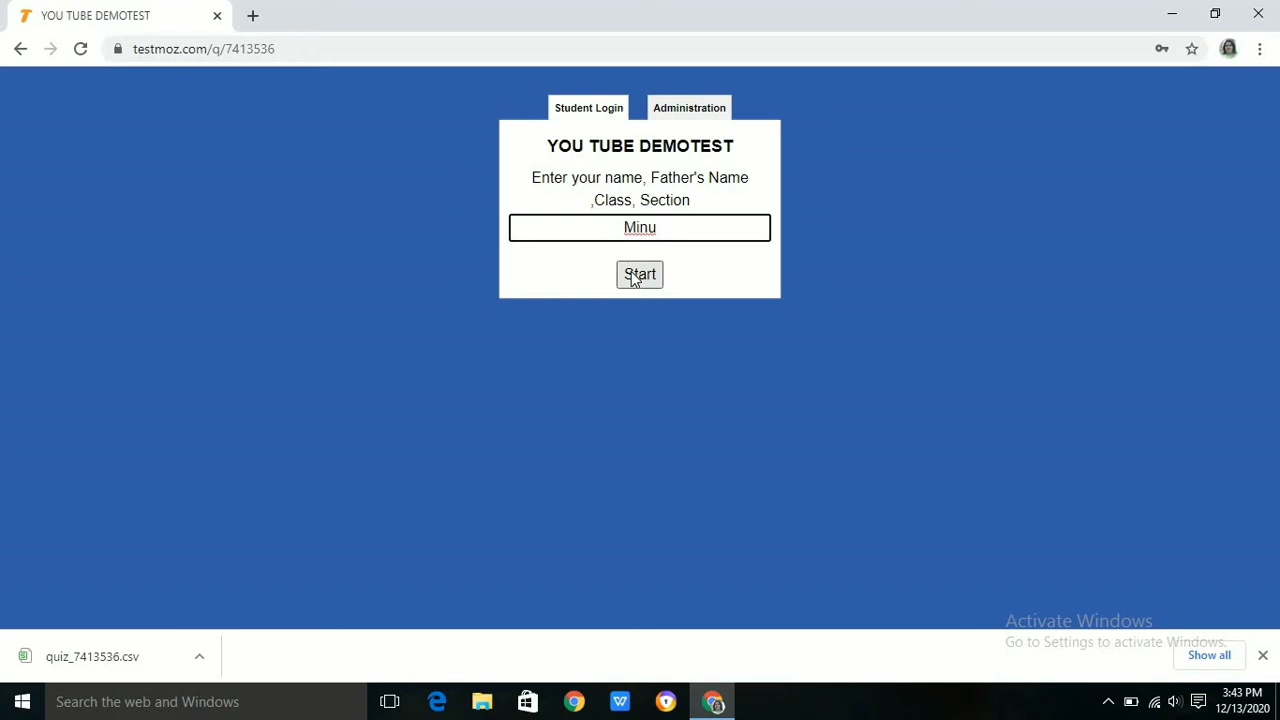 YOU TUBE DEMOTEST
testmoz.com/q/7413536
Student Login
Administration
YOU TUBE DEMOTEST
Enter your name, Father's Name
,Class, Section
Minu
Start
Activate Windows
Go to Settings to activate Windows.
quiz_7413536.csv
Show all
Search the web and Windows
3:43 PM
12/13/2020